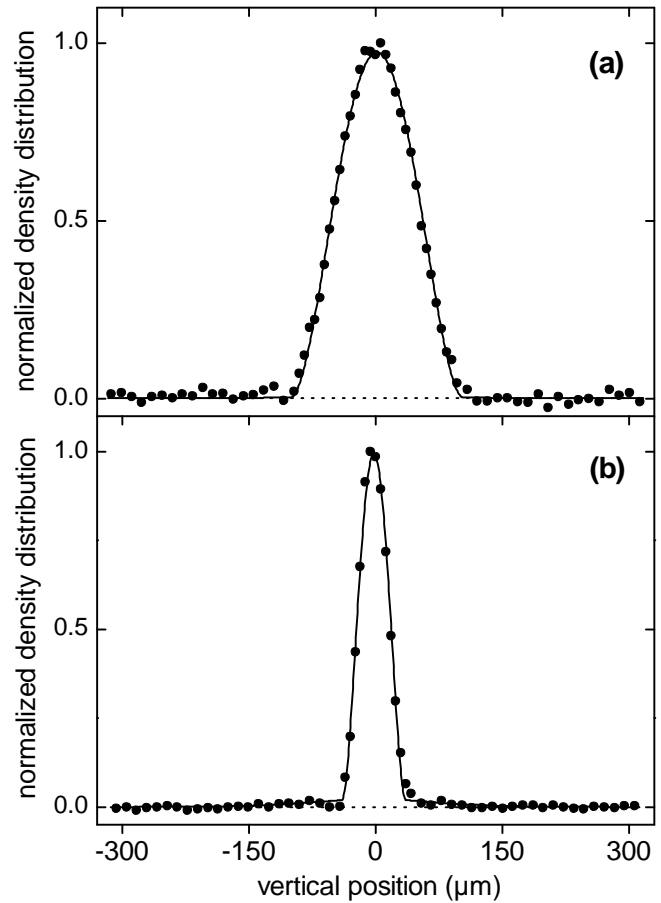 1.0
(a)
normalized density distribution
0.5
0.0
1.0
(b)
normalized density distribution
0.5
0.0
-300 -150 0 150 300
vertical position (µm)